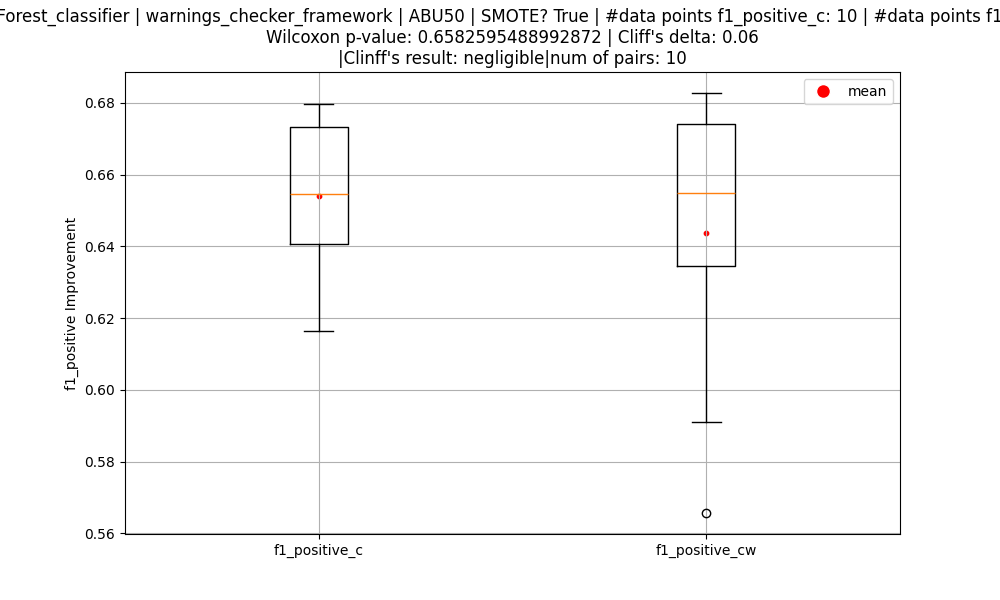 Forest_classifier | warnings_checker_framework | ABU50 | SMOTE? True | #data points f1_positive_c: 10 | #data points f1
Wilcoxon p-value: 0.6582595488992872 | Cliff's delta: 0.06
|Clinff's result: negligible|num of pairs: 10
mean
0.68
0.66
0.64
0.62
0.60
0.58
0.56
f1_positive Improvement
f1_positive_c
f1_positive_cw